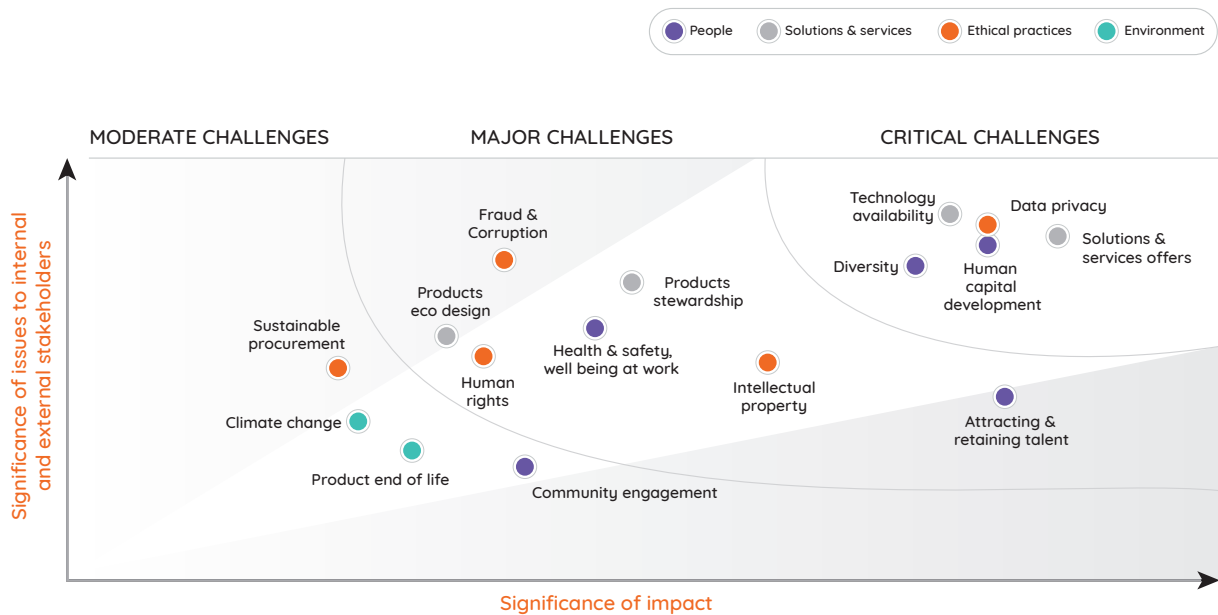 People
Solutions & services
Ethical practices
Environment
MODERATE CHALLENGES
MAJOR CHALLENGES
CRITICAL CHALLENGES
Significance of issues to internal
and external stakeholders
Technology
availability
Data privacy
Solutions &
services offers
Diversity
Human
capital
development
Fraud &
Corruption
Products
eco design
Products
stewardship
Sustainable
procurement
Health & safety,
well being at work
Human
rights
Intellectual
property
Climate change
Attracting &
retaining talent
Product end of life
Community engagement
Significance of impact